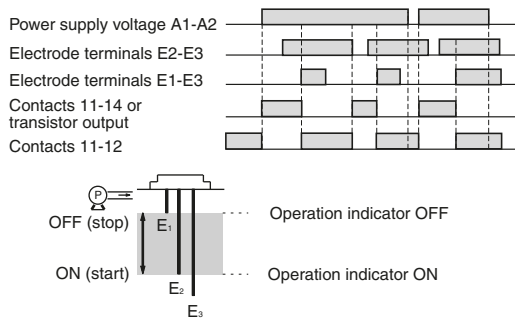 Power supply voltage A1-A2
Electrode terminals E2-E3
Electrode terminals E1-E3
Contacts 11-14 or
transistor output
Contacts 11-12
P
OFF (stop)
E1
Operation indicator OFF
ON (start)
E2
Operation indicator ON
E3